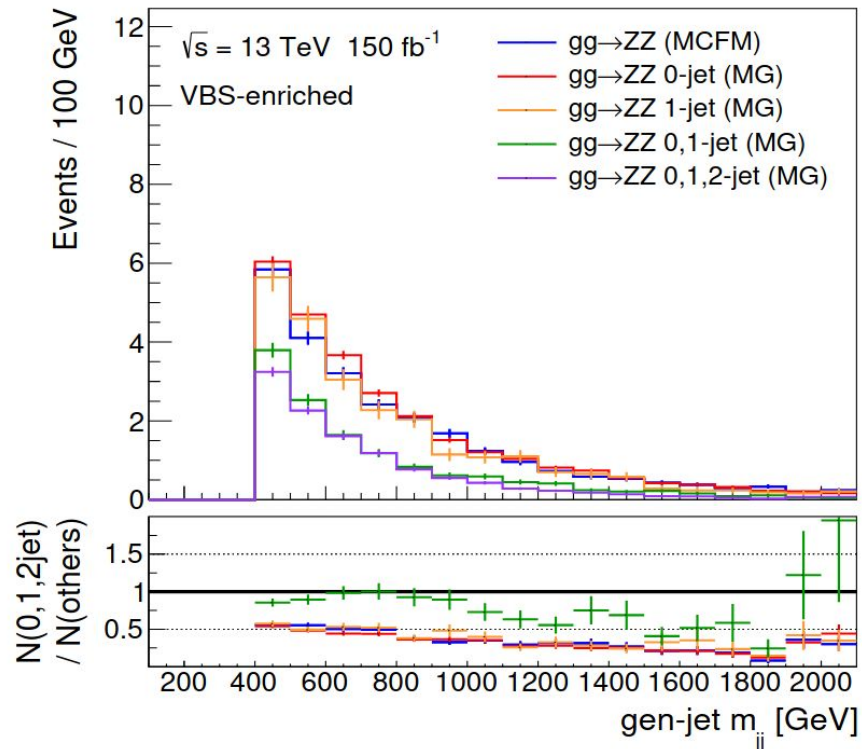 12
√s = 13 TeV 150 fb⁻¹
VBS-enriched
gg→ZZ (MCFM)
gg→ZZ 0-jet (MG)
gg→ZZ 1-jet (MG)
gg→ZZ 0,1-jet (MG)
gg→ZZ 0,1,2-jet (MG)
Events / 100 GeV
10
8
6
4
2
0
N(0,1,2jet)
/ N(others)
1.5
1
0.5
200 400 600 800 1000 1200 1400 1600 1800 2000
gen-jet m_jj [GeV]